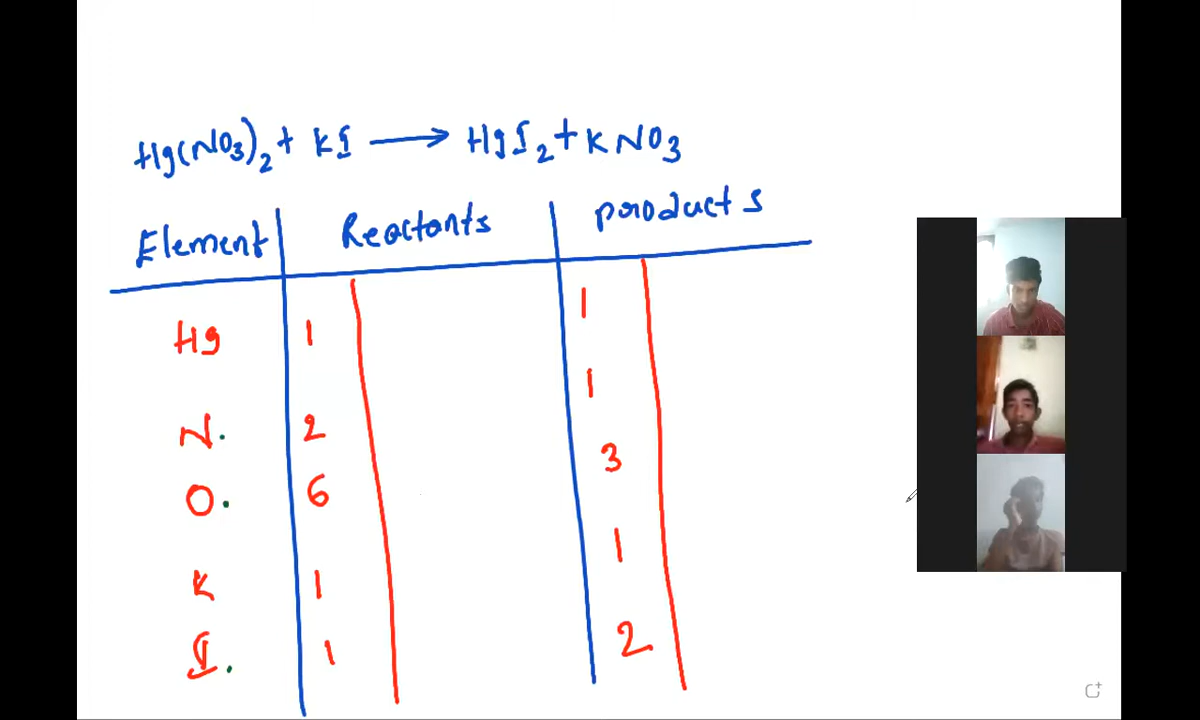 Hg(NO3)2 + KI ⟶ HgI2 + KNO3
Element Reactants products
Hg 1 1
N. 2 1
O. 6 3
K 1 1
I. 1 2